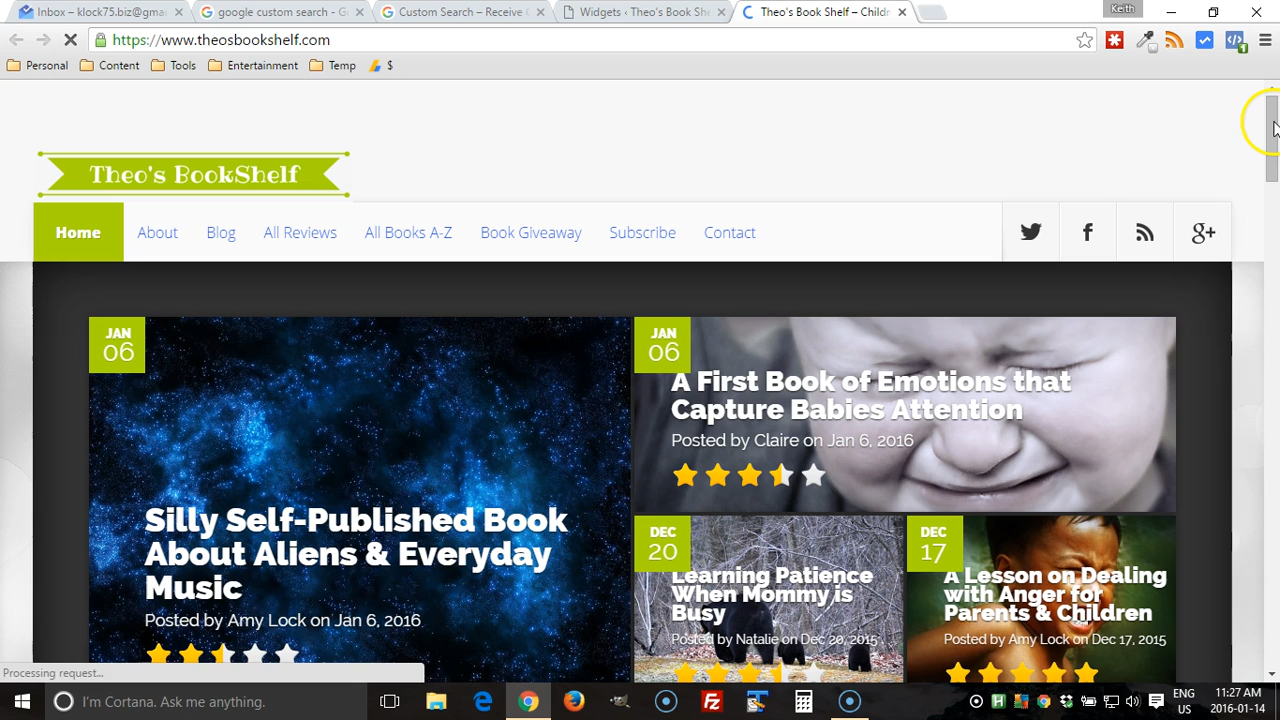 Inbox – klock75.biz@gma
google custom search - G
Custom Search – Receive
Widgets ‹ Theo's Book Sh
Theo's Book Shelf – Childr
Keith
https://www.theosbookshelf.com
Personal
Content
Tools
Entertainment
Temp
$
Theo's BookShelf
Home
About
Blog
All Reviews
All Books A-Z
Book Giveaway
Subscribe
Contact
JAN
06
Silly Self-Published Book
About Aliens & Everyday
Music
Posted by Amy Lock on Jan 6, 2016
JAN
06
A First Book of Emotions that
Capture Babies Attention
Posted by Claire on Jan 6, 2016
DEC
20
Learning Patience
When Mommy is
Busy
Posted by Natalie on Dec 20, 2015
DEC
17
A Lesson on Dealing
with Anger for
Parents & Children
Posted by Amy Lock on Dec 17, 2015
Processing request...
I'm Cortana. Ask me anything.
ENG
US
11:27 AM
2016-01-14